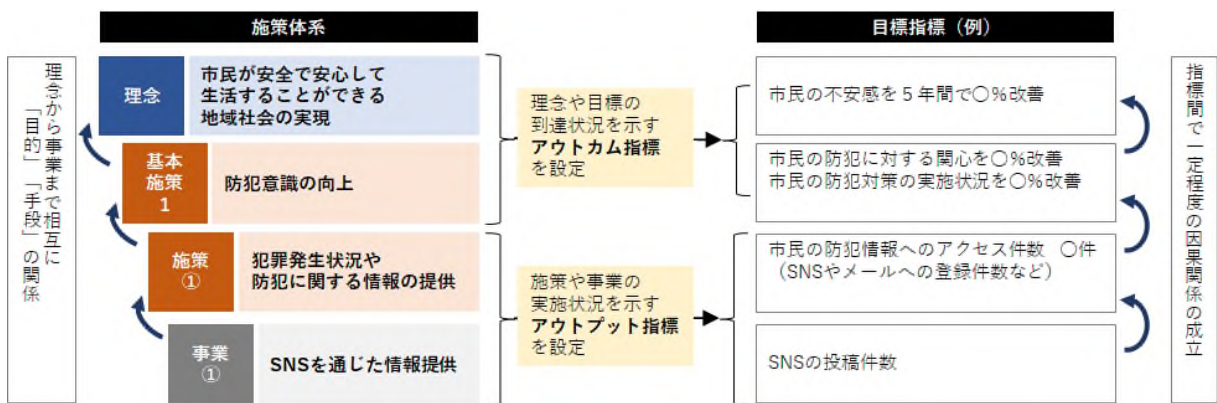 施策体系
目標指標（例）
理念から事業まで相互に
「目的」「手段」の関係
理念
市民が安全で安心して
生活することができる
地域社会の実現
基本
施策
1
防犯意識の向上
施策
①
犯罪発生状況や
防犯に関する情報の提供
事業
①
SNSを通じた情報提供
理念や目標の
到達状況を示す
アウトカム指標
を設定
施策や事業の
実施状況を示す
アウトプット指標
を設定
市民の不安感を５年間で〇％改善
市民の防犯に対する関心を〇％改善
市民の防犯対策の実施状況を〇％改善
市民の防犯情報へのアクセス件数　〇件
（SNSやメールへの登録件数など）
SNSの投稿件数
指標間で一定程度の因果関係の成立